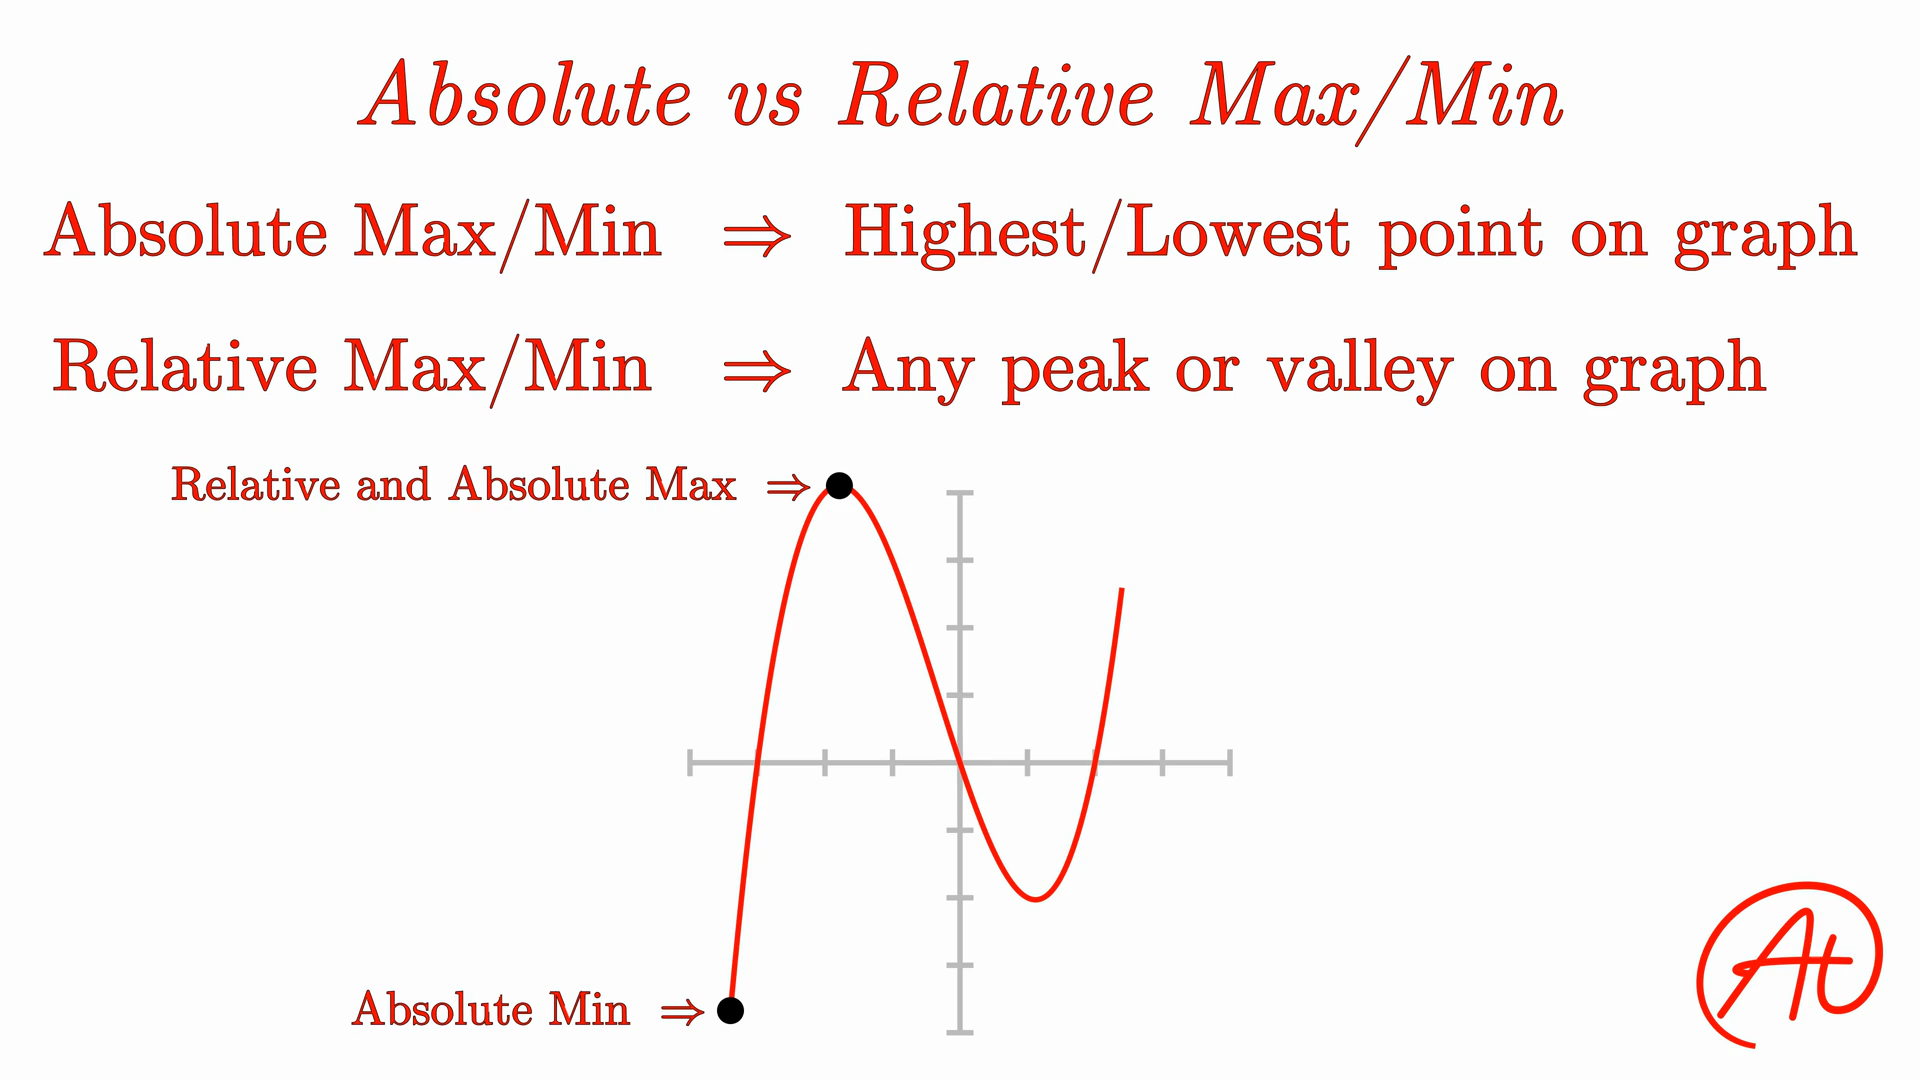 Absolute vs Relative Max/Min
Absolute Max/Min ⇒ Highest/Lowest point on graph
Relative Max/Min ⇒ Any peak or valley on graph
Relative and Absolute Max ⇒
Absolute Min ⇒
At